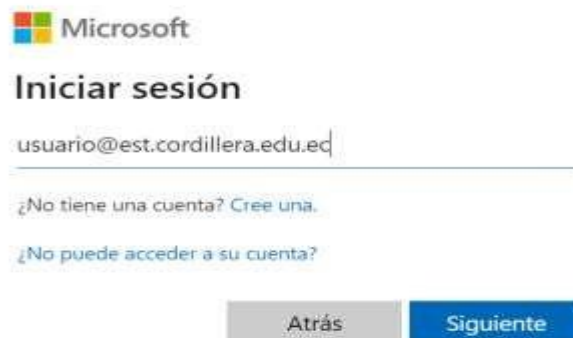 Microsoft
Iniciar sesión
usuario@est.cordillera.edu.ec
¿No tiene una cuenta? Cree una.
¿No puede acceder a su cuenta?
Atrás Siguiente